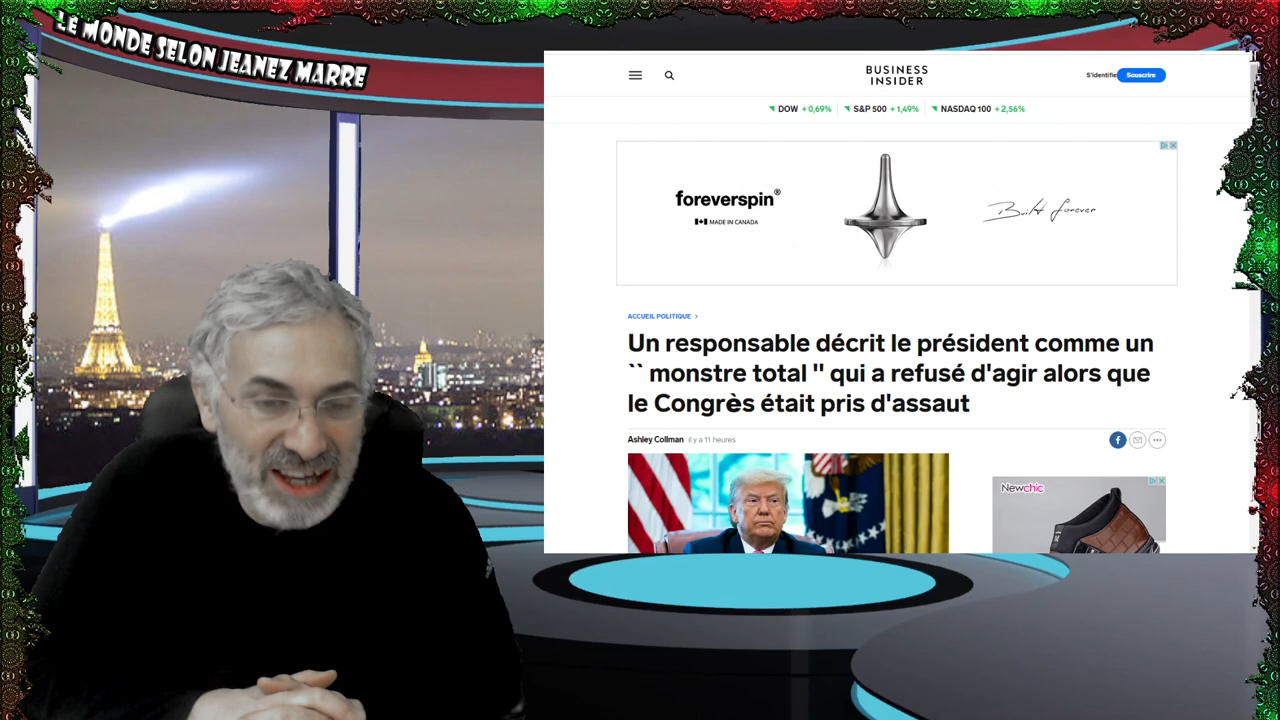 LE MONDE SELON JEANEZ MARRE
BUSINESS
INSIDER
S'identifie
Souscrire
DOW +0,69%
S&P 500 +1,49%
NASDAQ 100 +2,56%
foreverspin®
MADE IN CANADA
Built forever
ACCUEIL POLITIQUE >
Un responsable décrit le président comme un
`` monstre total '' qui a refusé d'agir alors que
le Congrès était pris d'assaut
Ashley Collman il y a 11 heures
Newchic